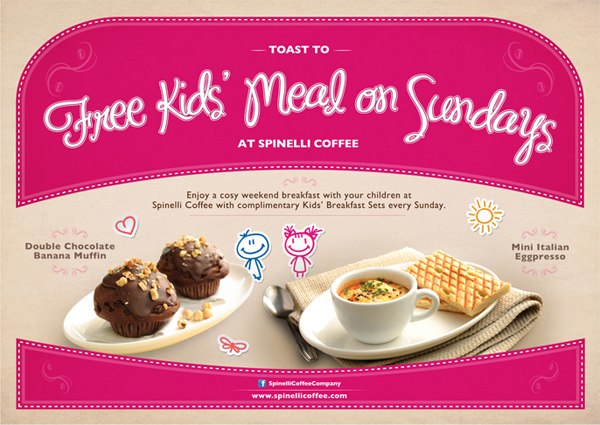 TOAST TO
Free Kids' Meal on Sundays
AT SPINELLI COFFEE
Enjoy a cosy weekend breakfast with your children at
Spinelli Coffee with complimentary Kids' Breakfast Sets every Sunday.
Double Chocolate
Banana Muffin
Mini Italian
Eggpresso
f SpinelliCoffeeCompany
www.spinellicoffee.com